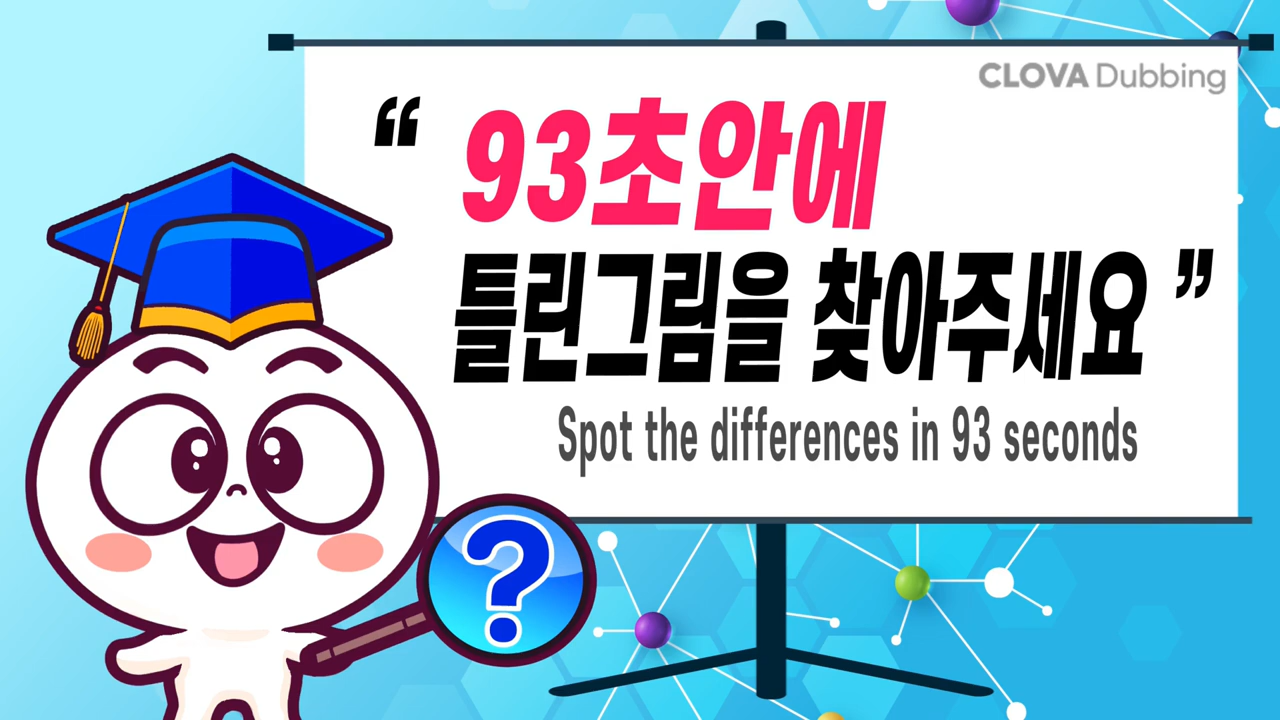 CLOVA Dubbing
“ 93초안에
틀린그림을 찾아주세요 ”
Spot the differences in 93 seconds
?